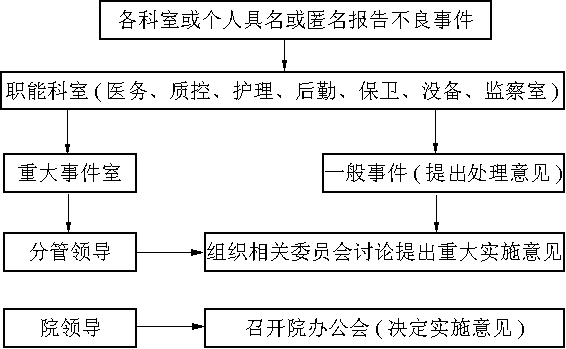 各科室或个人具名或匿名报告不良事件
职能科室(医务、质控、护理、后勤、保卫、没备、监察室)
重大事件室
一般事件(提出处理意见)
分管领导
组织相关委员会讨论提出重大实施意见
院领导
召开院办公会(决定实施意见)